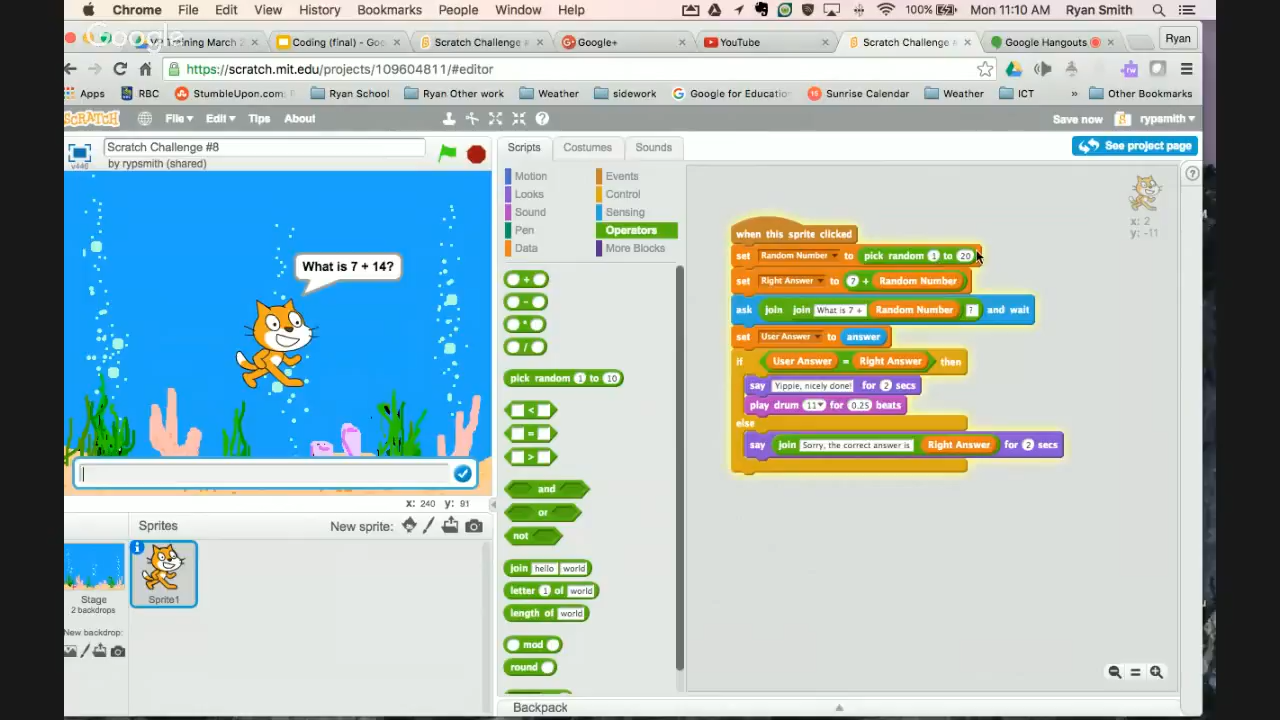 Chrome File Edit View History Bookmarks People Window Help 100% Mon 11:10 AM Ryan Smith
Google
Training March 2 Coding (final) - Goo Scratch Challenge # Google+ YouTube Scratch Challenge # Google Hangouts Ryan
https://scratch.mit.edu/projects/109604811/#editor
Apps RBC StumbleUpon.com Ryan School Ryan Other work Weather sidework Google for Educatio Sunrise Calendar Weather ICT » Other Bookmarks
SCRATCH File Edit Tips About Save now rypsmith
Scratch Challenge #8
by rypsmith (shared)
v446
Scripts Costumes Sounds
See project page
Motion Events
Looks Control
Sound Sensing
Pen Operators
Data More Blocks
+
-
*
/
pick random 1 to 10
<
=
>
and
or
not
join hello world
letter 1 of world
length of world
mod
round
What is 7 + 14?
x: 240 y: 91
Sprites New sprite:
Stage
2 backdrops
New backdrop:
Sprite1
when this sprite clicked
set Random Number to pick random 1 to 20
set Right Answer to 7 + Random Number
ask join join What is 7 + Random Number ? and wait
set User Answer to answer
if User Answer = Right Answer then
say Yippie, nicely done! for 2 secs
play drum 11 for 0.25 beats
else
say join Sorry, the correct answer is Right Answer for 2 secs
x: 2
y: -11
?
Backpack